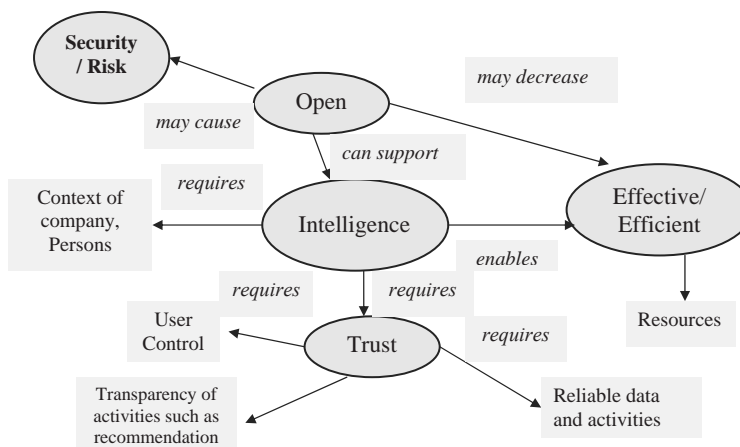 Security
/ Risk
may decrease
Open
may cause
can support
requires
Context of
company,
Persons
Intelligence
Effective/
Efficient
enables
requires
requires
User
Control
Trust
requires
Resources
Transparency of
activities such as
recommendation
Reliable data
and activities